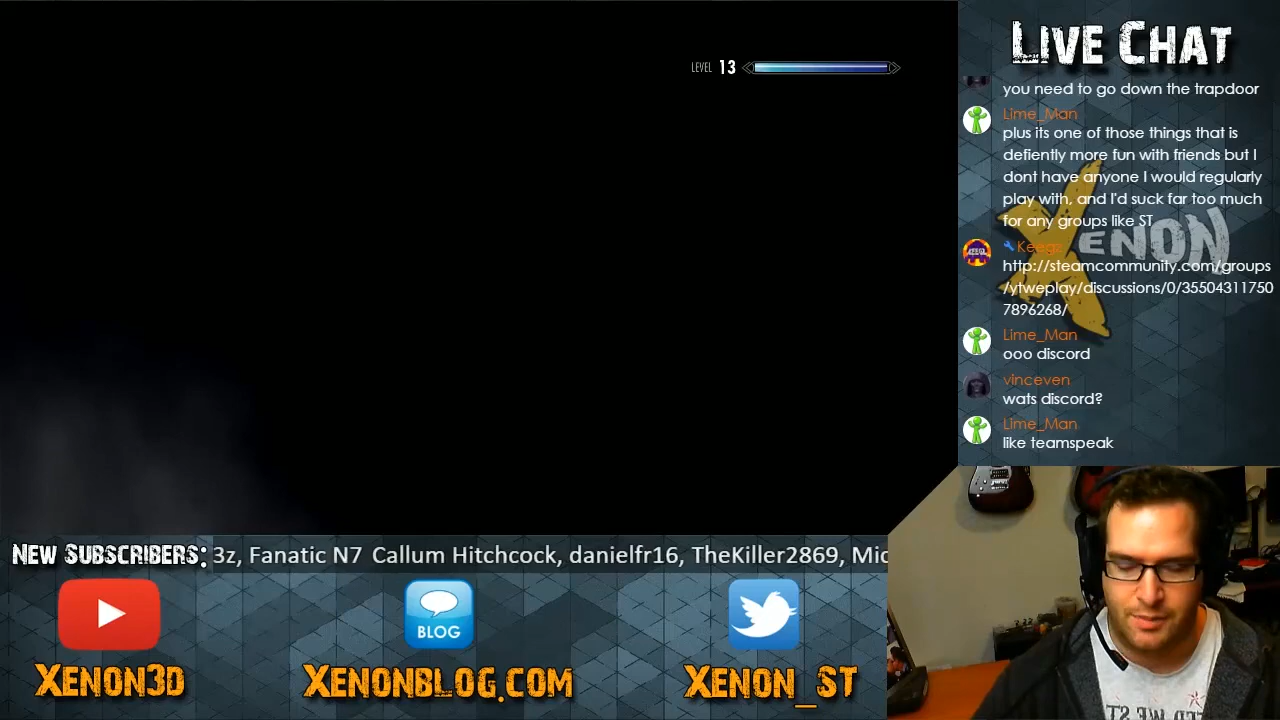 LEVEL 13
LIVE CHAT
you need to go down the trapdoor
Lime_Man
plus its one of those things that is
defiently more fun with friends but I
dont have anyone I would regularly
play with, and I'd suck far too much
for any groups like ST
Keegz
http://steamcommunity.com/groups
/ytweplay/discussions/0/35504311750
7896268/
Lime_Man
ooo discord
vinceven
wats discord?
Lime_Man
like teamspeak
XENON
NEW SUBSCRIBERS: 3z, Fanatic N7 Callum Hitchcock, danielfr16, TheKiller2869, Mic
BLOG
XENON3D
XENONBLOG.COM
XENON_ST